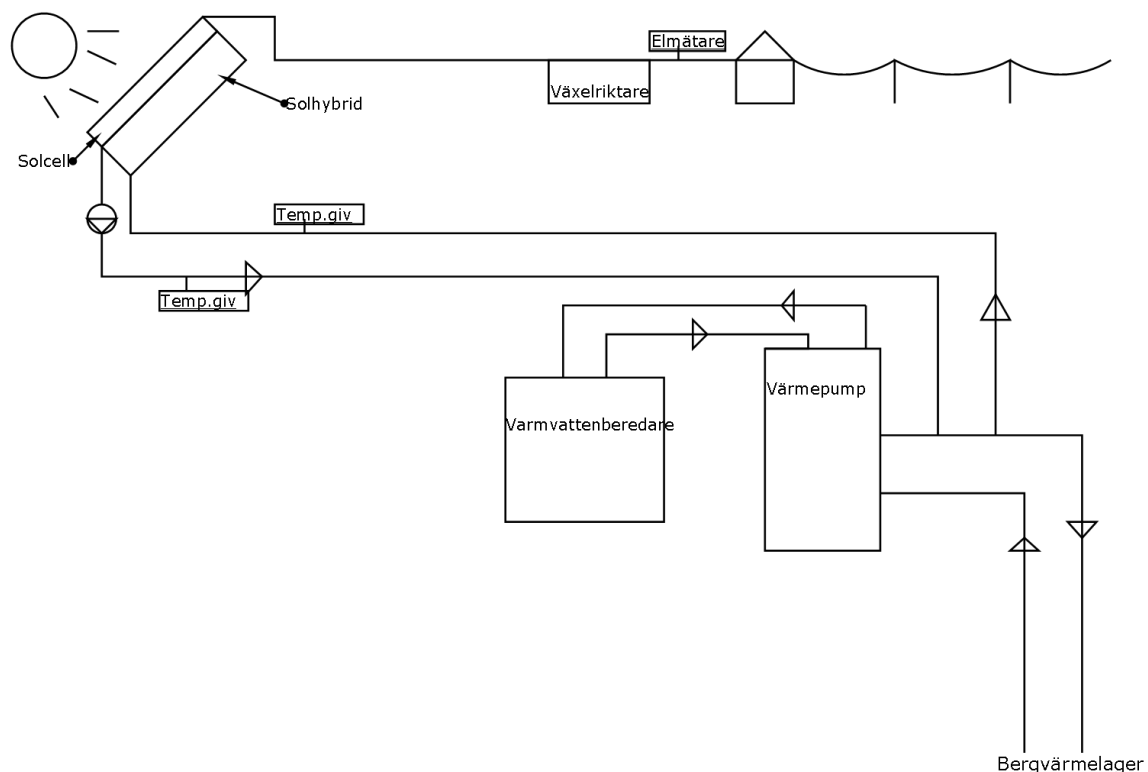 Elmätare
Växelriktare
Solhybrid
Solcell
Temp.giv
Temp.giv
Värmepump
Varmvattenberedare
Bergvärmelager